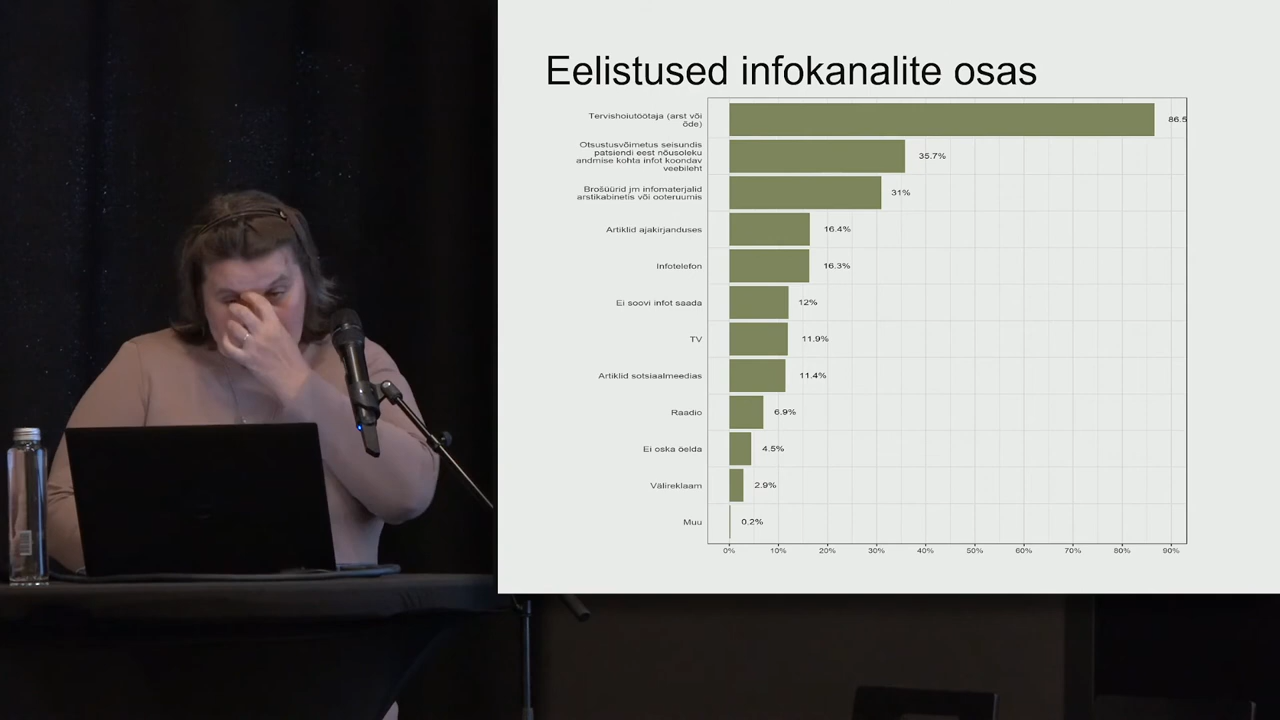 Eelistused infokanalite osas
Tervishoiutöötaja (arst või
õde)
86.5
Otsustusvõimetus seisundis
patsiendi eest nõusoleku
andmise kohta infot koondav
veebileht
35.7%
Brošüürid jm infomaterjalid
arstikabinetis või ooteruumis
31%
Artiklid ajakirjanduses
16.4%
Infotelefon
16.3%
Ei soovi infot saada
12%
TV
11.9%
Artiklid sotsiaalmeedias
11.4%
Raadio
6.9%
Ei oska öelda
4.5%
Välireklaam
2.9%
Muu
0.2%
0% 10% 20% 30% 40% 50% 60% 70% 80% 90%